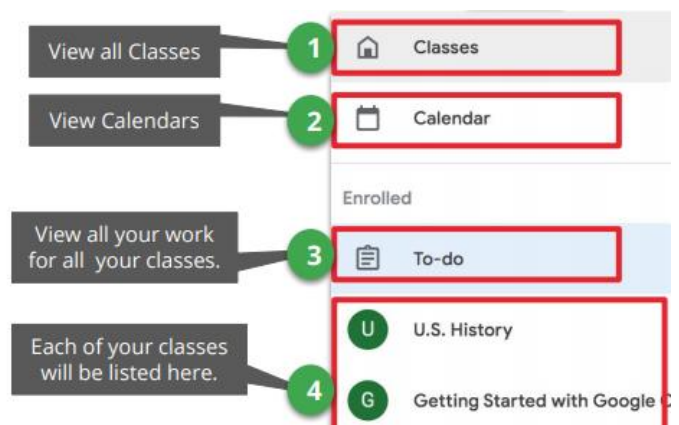 View all Classes
1
Classes
View Calendars
2
Calendar
Enrolled
View all your work
for all your classes.
3
To-do
U
U.S. History
Each of your classes
will be listed here.
4
G
Getting Started with Google